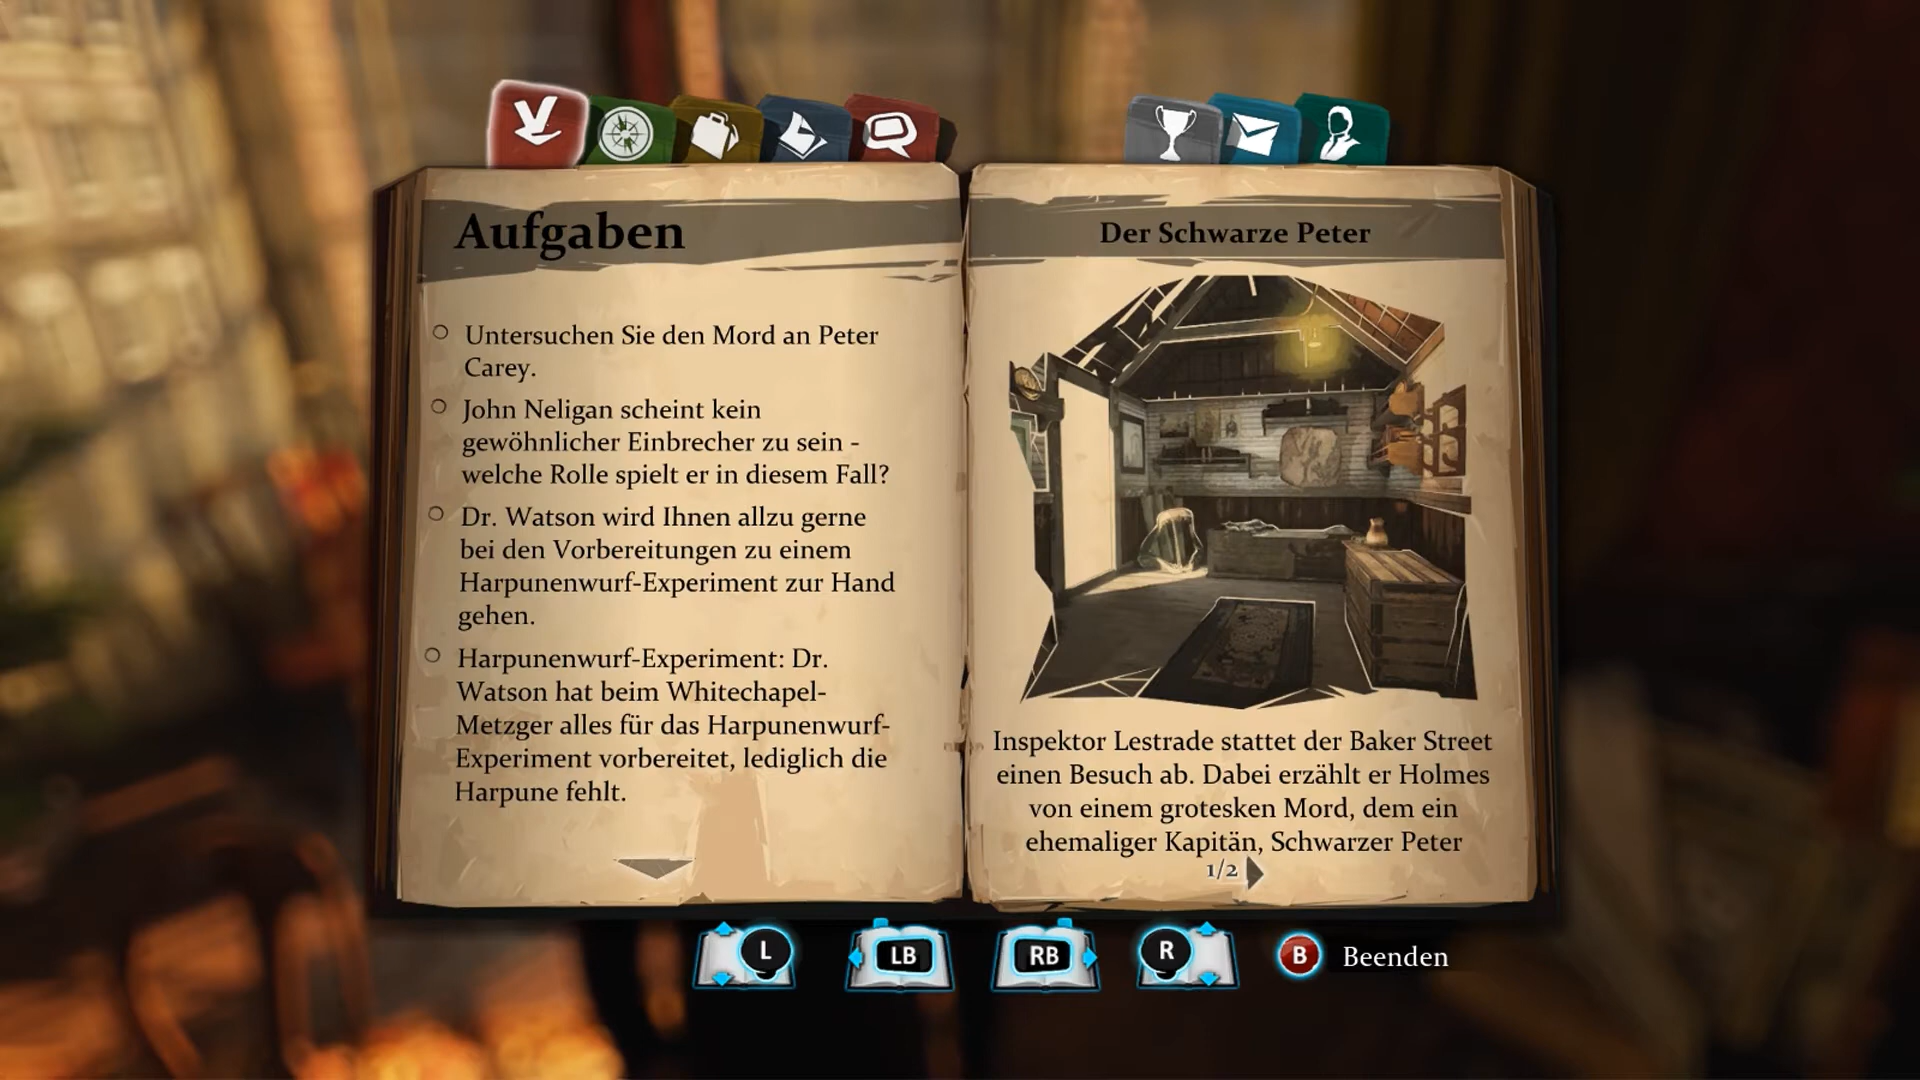 Aufgaben
Untersuchen Sie den Mord an Peter
Carey.
John Neligan scheint kein
gewöhnlicher Einbrecher zu sein -
welche Rolle spielt er in diesem Fall?
Dr. Watson wird Ihnen allzu gerne
bei den Vorbereitungen zu einem
Harpunenwurf-Experiment zur Hand
gehen.
Harpunenwurf-Experiment: Dr.
Watson hat beim Whitechapel-
Metzger alles für das Harpunenwurf-
Experiment vorbereitet, lediglich die
Harpune fehlt.
Der Schwarze Peter
Inspektor Lestrade stattet der Baker Street
einen Besuch ab. Dabei erzählt er Holmes
von einem grotesken Mord, dem ein
ehemaliger Kapitän, Schwarzer Peter
1/2
L
LB
RB
R
B Beenden